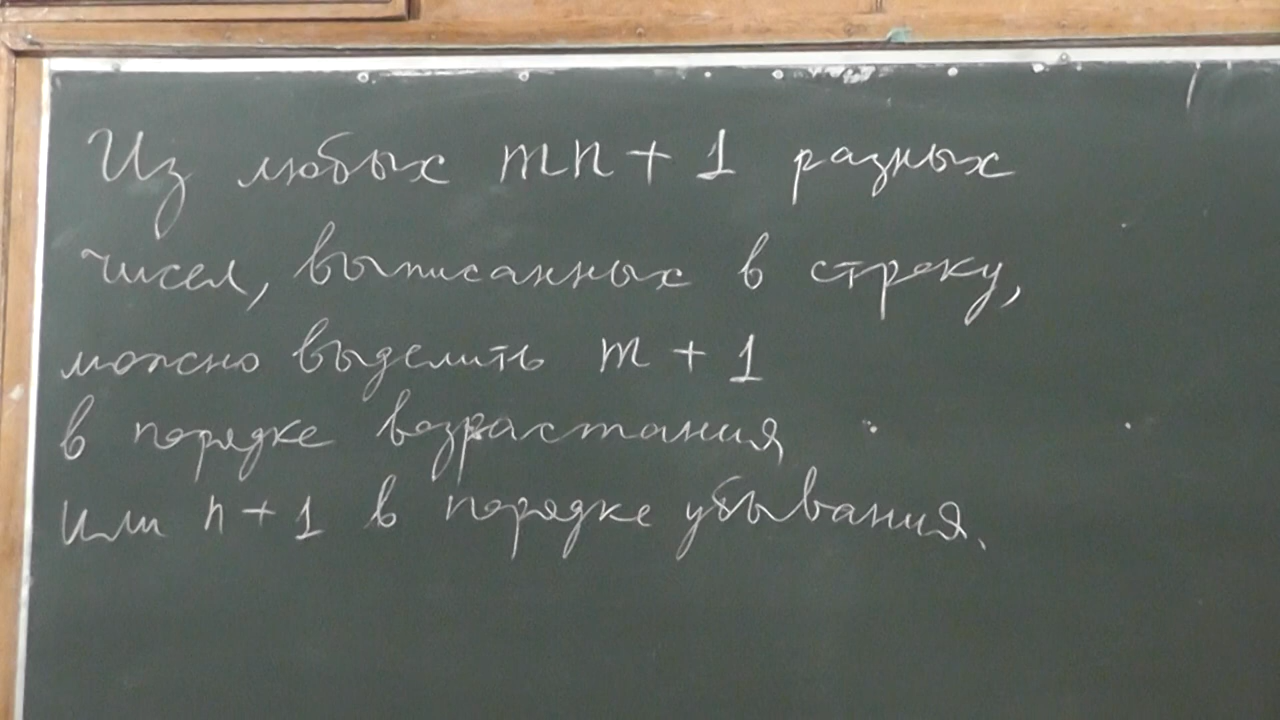 Из любых mn + 1 разных
чисел, выписанных в строку,
можно выделить m + 1
в порядке возрастания
или n + 1 в порядке убывания.